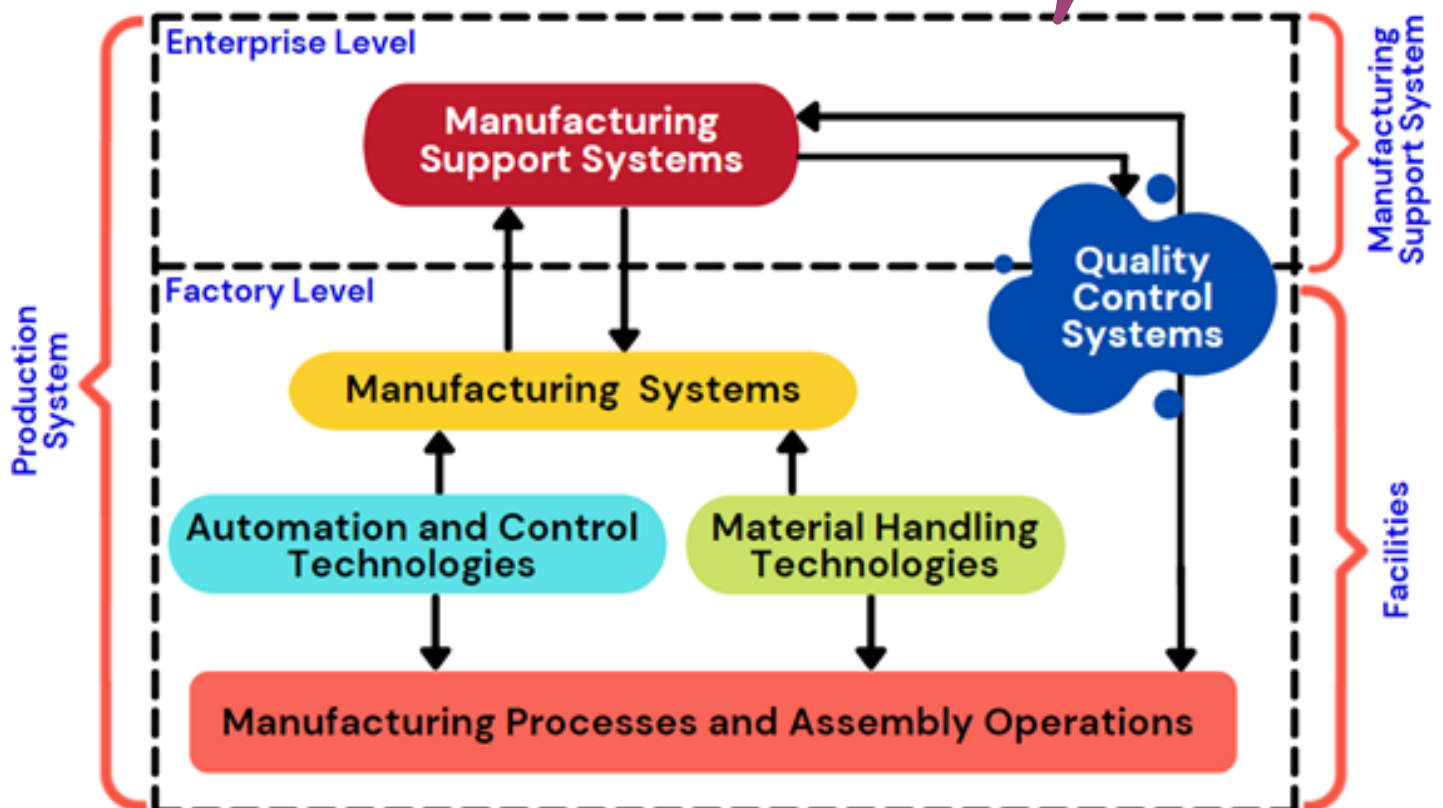 Enterprise Level
Manufacturing
Support Systems
Manufacturing
Support System
Quality
Control
Systems
Factory Level
Production
System
Manufacturing Systems
Automation and Control
Technologies
Material Handling
Technologies
Facilities
Manufacturing Processes and Assembly Operations